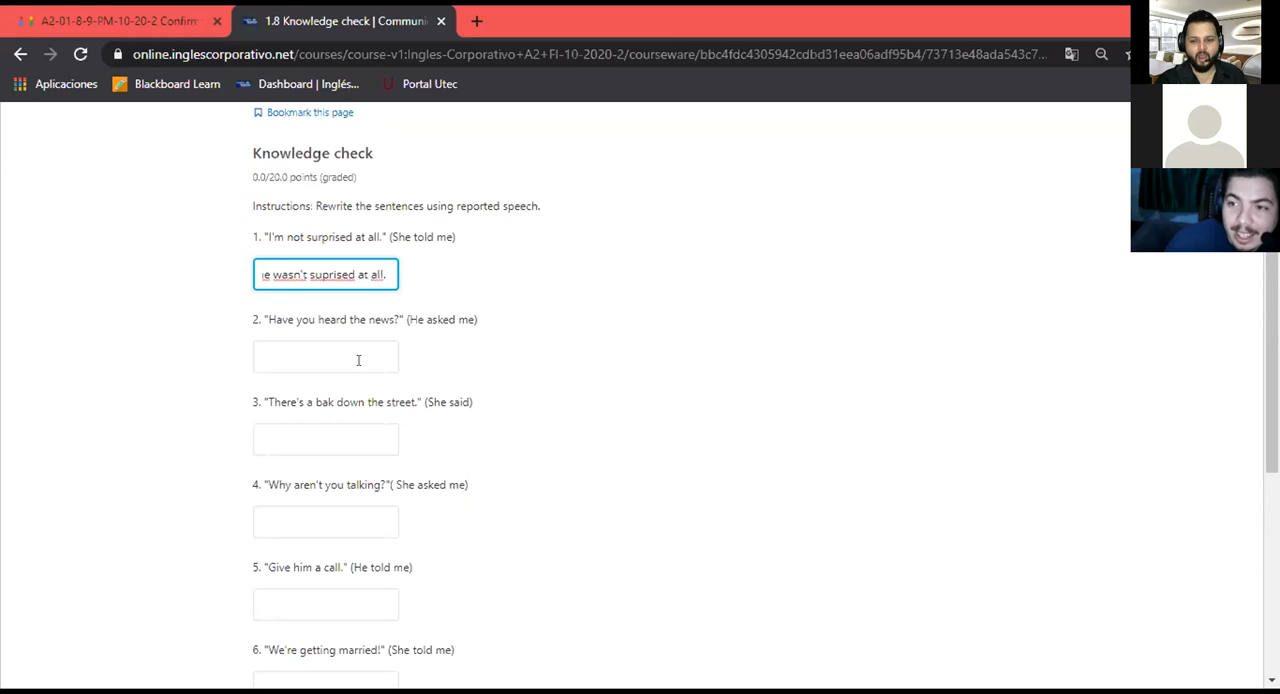 A2-01-8-9-PM-10-20-2 Confirm
1.8 Knowledge check | Communi
online.inglescorporativo.net/courses/course-v1:Ingles-Corporativo+A2+FI-10-2020-2/courseware/bbc4fdc4305942cdbd31eea06adf95b4/73713e48ada543c7...
Aplicaciones Blackboard Learn Dashboard | Inglés... Portal Utec
Bookmark this page
Knowledge check
0.0/20.0 points (graded)
Instructions: Rewrite the sentences using reported speech.
1. "I'm not surprised at all." (She told me)
e wasn't suprised at all.
2. "Have you heard the news?" (He asked me)
3. "There's a bak down the street." (She said)
4. "Why aren't you talking?"( She asked me)
5. "Give him a call." (He told me)
6. "We're getting married!" (She told me)